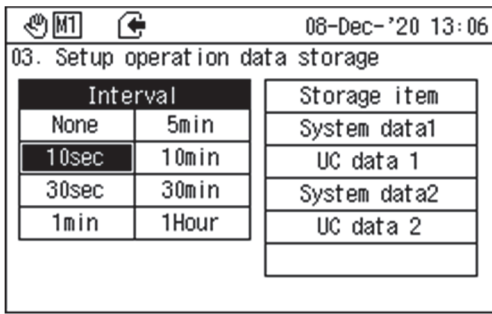 M1 08-Dec-'20 13:06
03. Setup operation data storage
Interval
None 5min
10sec 10min
30sec 30min
1min 1Hour
Storage item
System data1
UC data 1
System data2
UC data 2